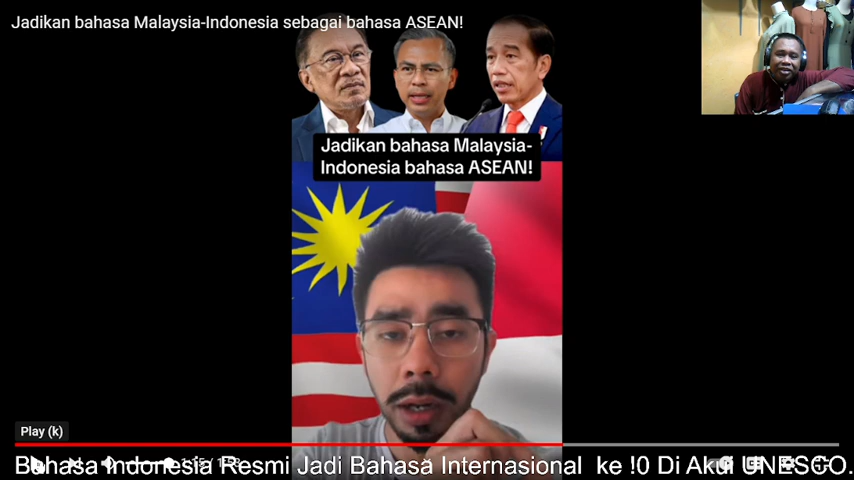 Jadikan bahasa Malaysia-Indonesia sebagai bahasa ASEAN!
Jadikan bahasa Malaysia-
Indonesia bahasa ASEAN!
Play (k)
Bahasa Indonesia Resmi Jadi Bahasa Internasional ke !0 Di Akui UNESCO.